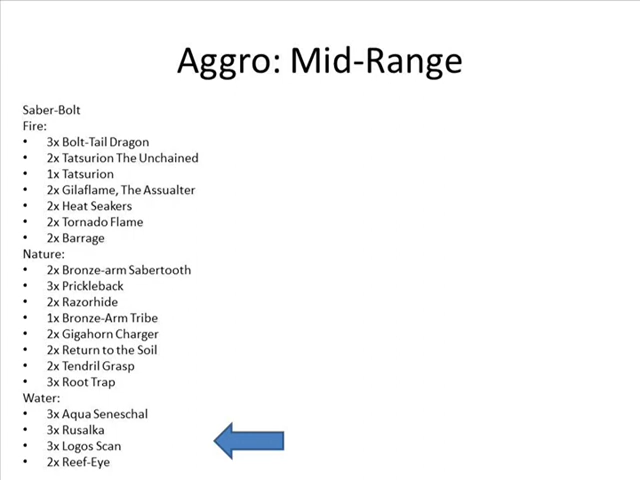 Aggro: Mid-Range
Saber-Bolt
Fire:
• 3x Bolt-Tail Dragon
• 2x Tatsurion The Unchained
• 1x Tatsurion
• 2x Gilaflame, The Assualter
• 2x Heat Seakers
• 2x Tornado Flame
• 2x Barrage
Nature:
• 2x Bronze-arm Sabertooth
• 3x Prickleback
• 2x Razorhide
• 1x Bronze-Arm Tribe
• 2x Gigahorn Charger
• 2x Return to the Soil
• 2x Tendril Grasp
• 3x Root Trap
Water:
• 3x Aqua Seneschal
• 3x Rusalka
• 3x Logos Scan
• 2x Reef-Eye